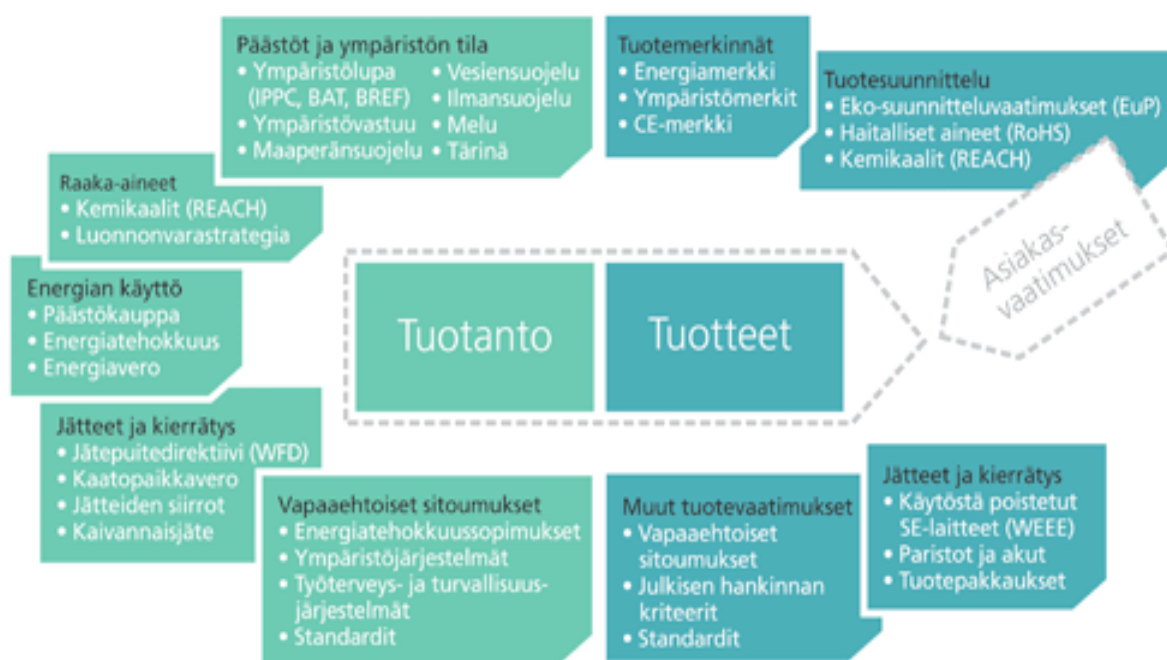 Päästöt ja ympäristön tila
• Ympäristölupa
(IPPC, BAT, BREF)
• Ympäristövastuu
• Maaperänsuojelu
• Vesiensuojelu
• Ilmansuojelu
• Melu
• Tärinä
Tuotemerkinnät
• Energiamerkki
• Ympäristömerkit
• CE-merkki
Tuotesuunnittelu
• Eko-suunnitteluvaatimukset (EuP)
• Haitalliset aineet (RoHS)
• Kemikaalit (REACH)
Raaka-aineet
• Kemikaalit (REACH)
• Luonnonvarastrategia
Energian käyttö
• Päästökauppa
• Energiatehokkuus
• Energiavero
Tuotanto
Tuotteet
Asiakas-
vaatimukset
Jätteet ja kierrätys
• Jätepuitedirektiivi (WFD)
• Kaatopaikkavero
• Jätteiden siirrot
• Kaivannaisjäte
Vapaaehtoiset sitoumukset
• Energiatehokkuussopimukset
• Ympäristöjärjestelmät
• Työterveys- ja turvallisuus-
järjestelmät
• Standardit
Muut tuotevaatimukset
• Vapaaehtoiset
sitoumukset
• Julkisen hankinnan
kriteerit
• Standardit
Jätteet ja kierrätys
• Käytöstä poistetut
SE-laitteet (WEEE)
• Paristot ja akut
• Tuotepakkaukset